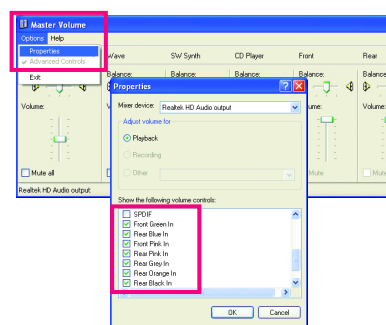 Master Volume
Options Help
Properties
Advanced Controls
Exit
Wave SW Synth CD Player Front Rear
Balance: Balance: Balance: Balance: Balance
Volume:
Mute all
Realtek HD Audio output
ume: Volume:
Mute Mute
Properties
Mixer device: Realtek HD Audio output
Adjust volume for
Playback
Recording
Other
Show the following volume controls:
SPDIF
Front Green In
Rear Blue In
Front Pink In
Rear Pink In
Rear Grey In
Rear Orange In
Rear Black In
OK Cancel